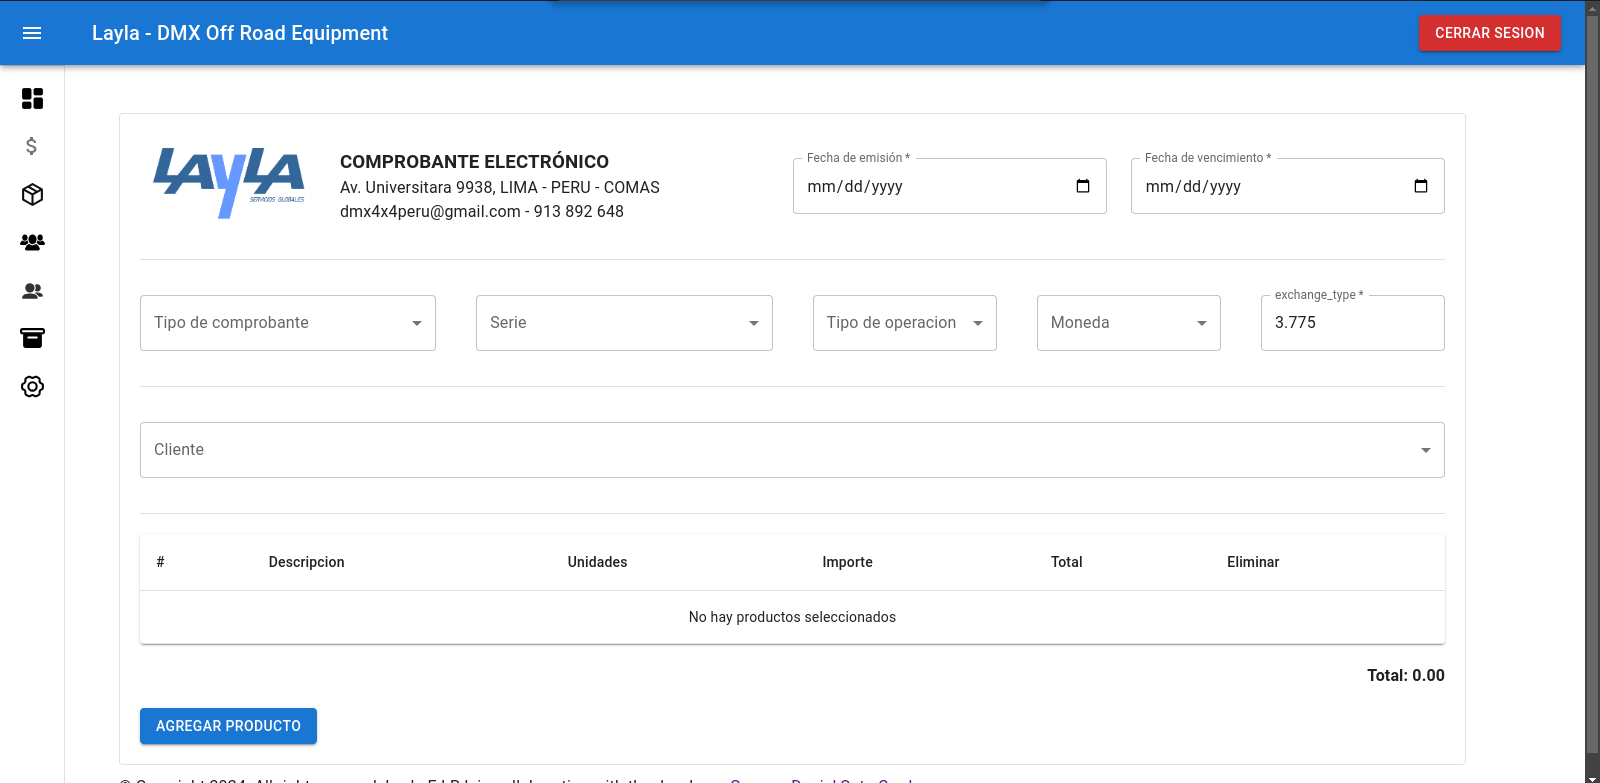 Layla - DMX Off Road Equipment
CERRAR SESION
LAyLA
SERVICIOS GLOBALES
COMPROBANTE ELECTRÓNICO
Av. Universitara 9938, LIMA - PERU - COMAS
dmx4x4peru@gmail.com - 913 892 648
Fecha de emisión *
mm/dd/yyyy
Fecha de vencimiento *
mm/dd/yyyy
Tipo de comprobante
Serie
Tipo de operacion
Moneda
exchange_type *
3.775
Cliente
# Descripcion Unidades Importe Total Eliminar
No hay productos seleccionados
Total: 0.00
AGREGAR PRODUCTO